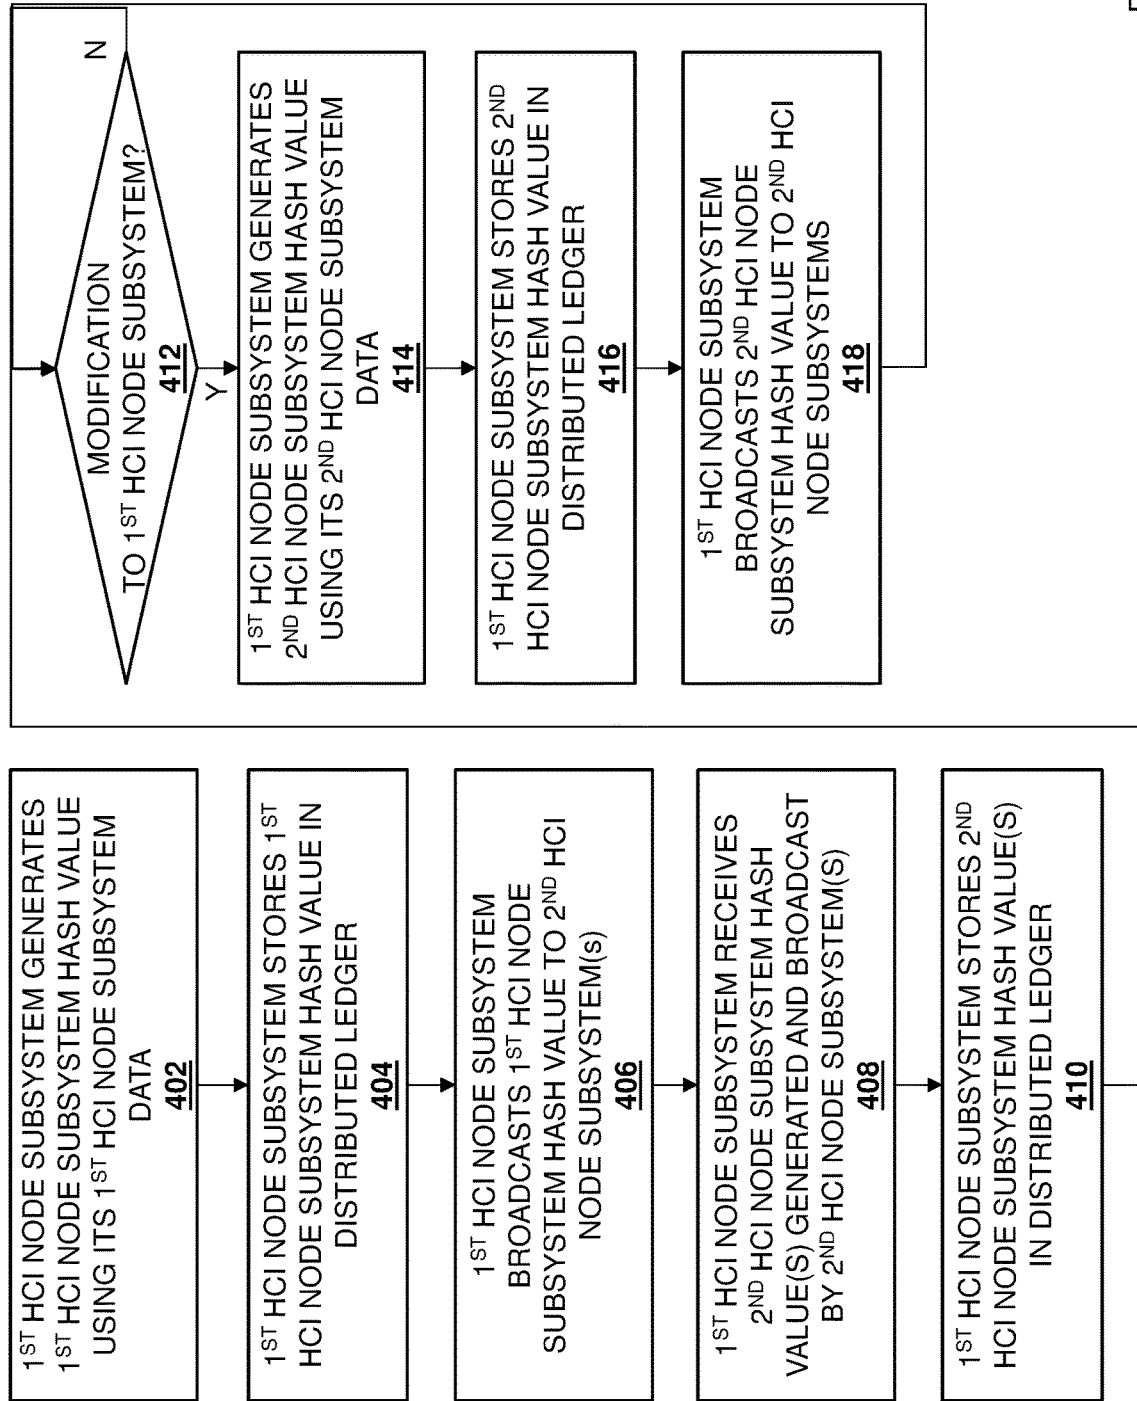 1ST HCI NODE SUBSYSTEM GENERATES
1ST HCI NODE SUBSYSTEM HASH VALUE
USING ITS 1ST HCI NODE SUBSYSTEM
DATA
402
1ST HCI NODE SUBSYSTEM STORES 1ST
HCI NODE SUBSYSTEM HASH VALUE IN
DISTRIBUTED LEDGER
404
1ST HCI NODE SUBSYSTEM
BROADCASTS 1ST HCI NODE
SUBSYSTEM HASH VALUE TO 2ND HCI
NODE SUBSYSTEM(s)
406
1ST HCI NODE SUBSYSTEM RECEIVES
2ND HCI NODE SUBSYSTEM HASH
VALUE(S) GENERATED AND BROADCAST
BY 2ND HCI NODE SUBSYSTEM(S)
408
1ST HCI NODE SUBSYSTEM STORES 2ND
HCI NODE SUBSYSTEM HASH VALUE(S)
IN DISTRIBUTED LEDGER
410
MODIFICATION
TO 1ST HCI NODE SUBSYSTEM?
412
N
Y
1ST HCI NODE SUBSYSTEM GENERATES
2ND HCI NODE SUBSYSTEM HASH VALUE
USING ITS 2ND HCI NODE SUBSYSTEM
DATA
414
1ST HCI NODE SUBSYSTEM STORES 2ND
HCI NODE SUBSYSTEM HASH VALUE IN
DISTRIBUTED LEDGER
416
1ST HCI NODE SUBSYSTEM
BROADCASTS 2ND HCI NODE
SUBSYSTEM HASH VALUE TO 2ND HCI
NODE SUBSYSTEMS
418